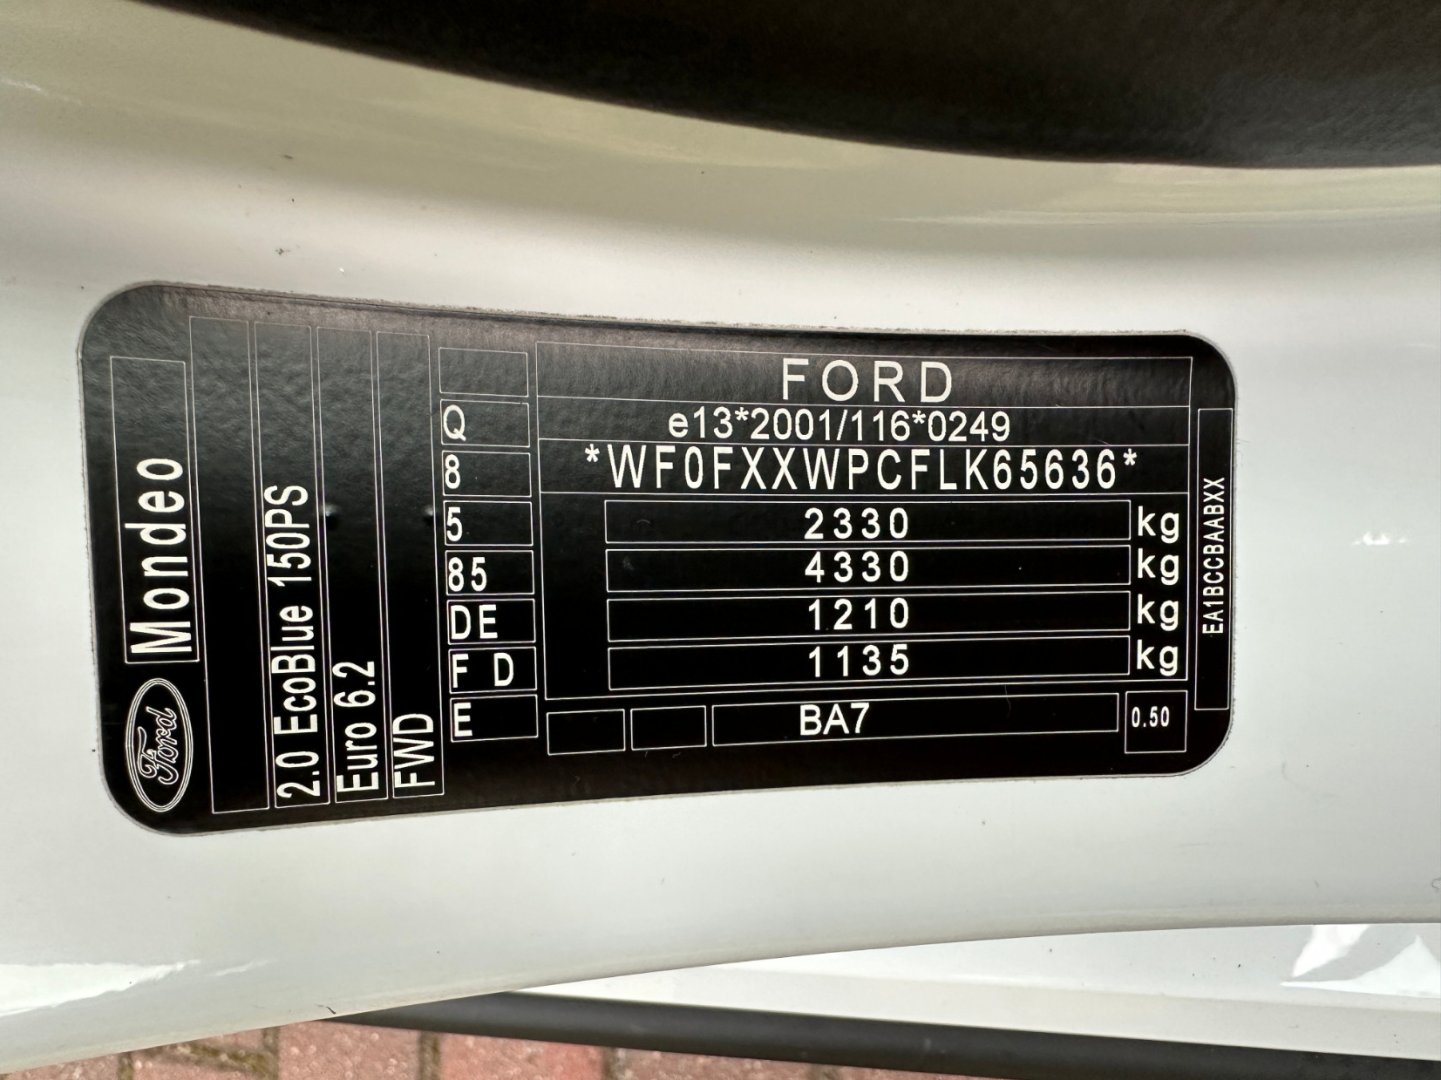 FORD
e13*2001/116*0249
*WF0FXXWPCFLK65636*
2330 kg
4330 kg
1210 kg
1135 kg
BA7
0.50
EA1BCCBAABXX
Q
8
5
85
DE
F D
E
Ford
Mondeo
2.0 EcoBlue 150PS
Euro 6.2
FWD